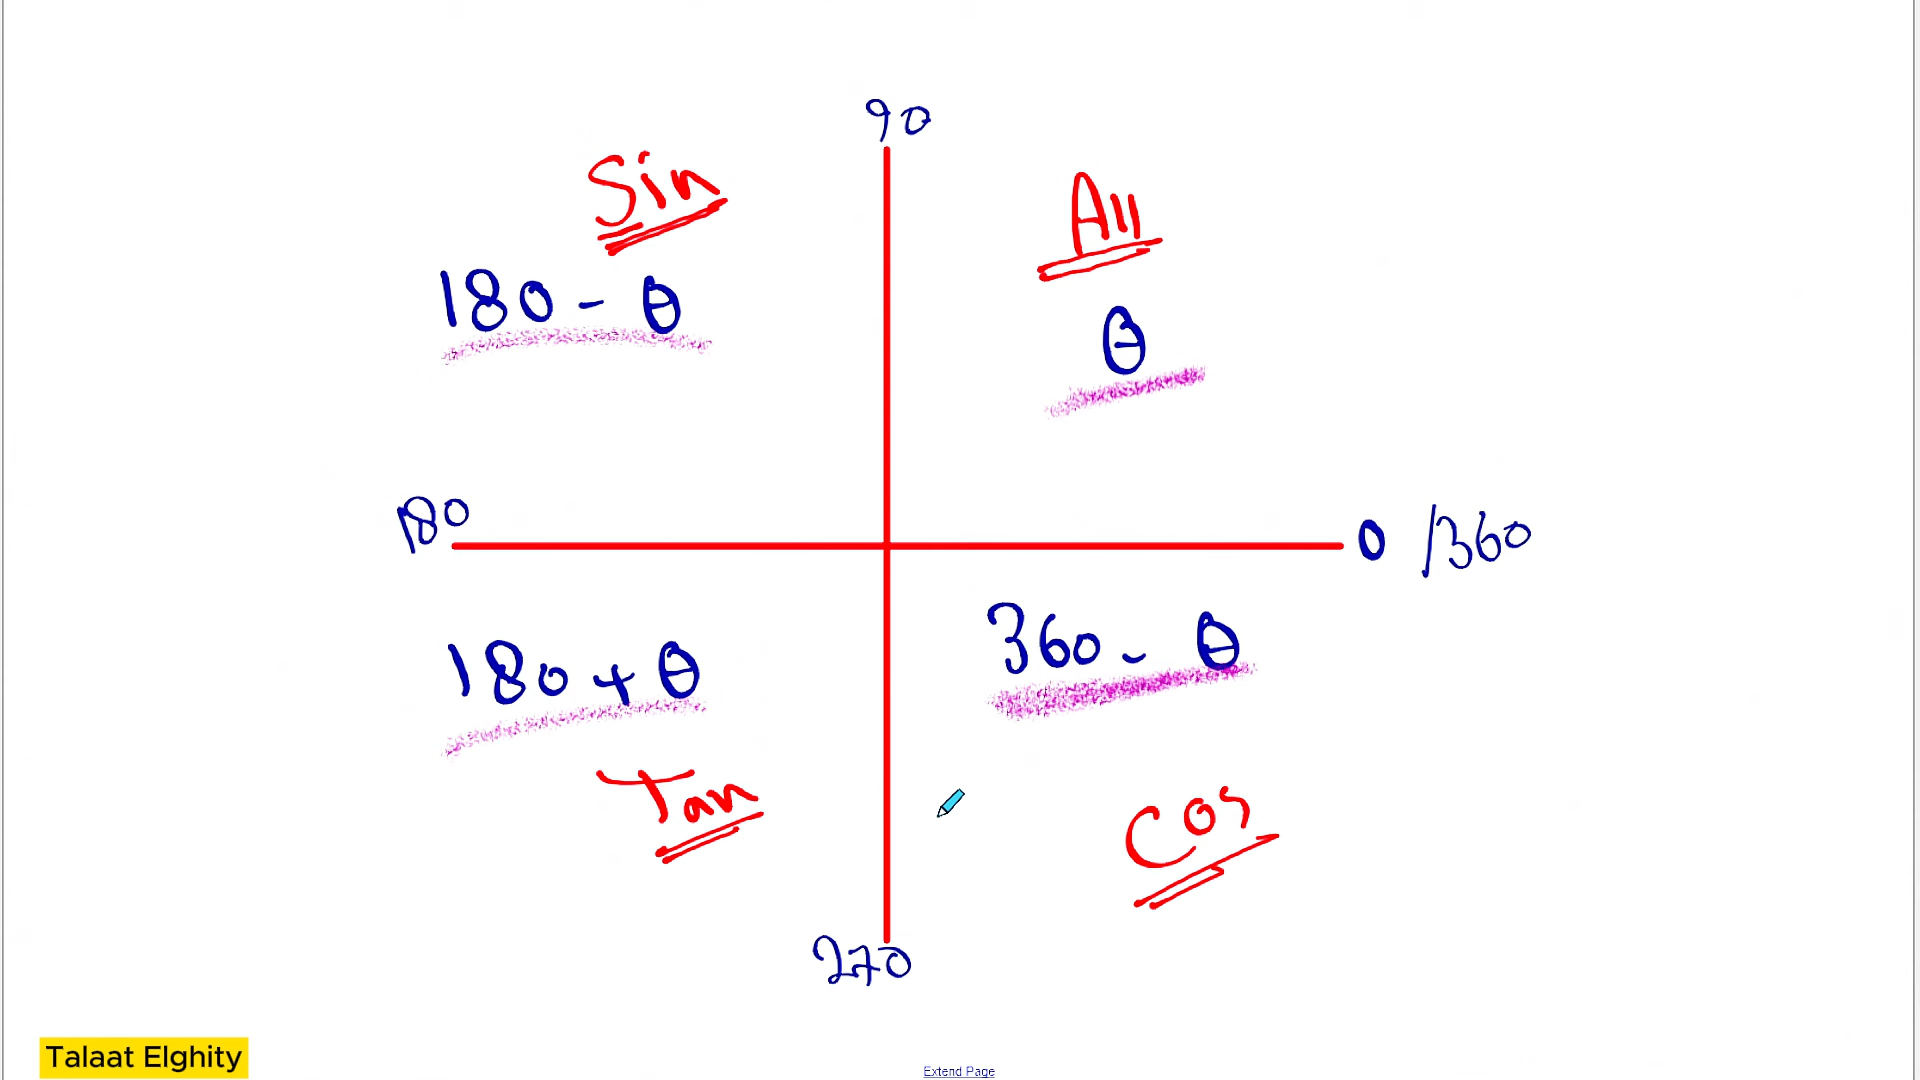 90
Sin
All
180 - θ
θ
180
0 /360
180 + θ
360 - θ
Tan
Cos
270
Talaat Elghity
Extend Page